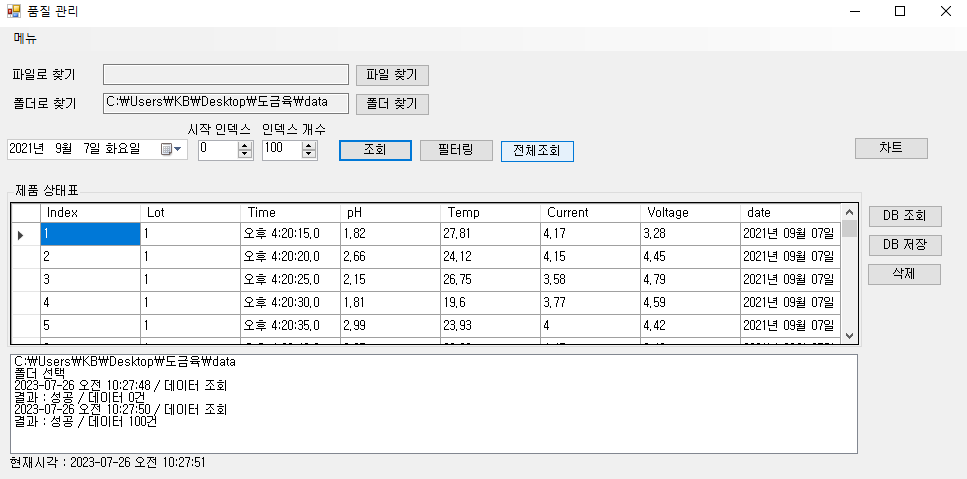 품질 관리
메뉴
파일로 찾기 파일 찾기
폴더로 찾기 C:₩Users₩KB₩Desktop₩도금육₩data 폴더 찾기
시작 인덱스 인덱스 개수
2021년 9월 7일 화요일 0 100 조회 필터링 전체조회 차트
제품 상태표
Index Lot Time pH Temp Current Voltage date
1 1 오후 4:20:15.0 1.82 27.81 4.17 3.28 2021년 09월 07일
2 1 오후 4:20:20.0 2.66 24.12 4.15 4.45 2021년 09월 07일
3 1 오후 4:20:25.0 2.15 26.75 3.58 4.79 2021년 09월 07일
4 1 오후 4:20:30.0 1.81 19.6 3.77 4.59 2021년 09월 07일
5 1 오후 4:20:35.0 2.99 23.93 4 4.42 2021년 09월 07일
DB 조회
DB 저장
삭제
C:₩Users₩KB₩Desktop₩도금육₩data
폴더 선택
2023-07-26 오전 10:27:48 / 데이터 조회
결과 : 성공 / 데이터 0건
2023-07-26 오전 10:27:50 / 데이터 조회
결과 : 성공 / 데이터 100건
현재시각 : 2023-07-26 오전 10:27:51